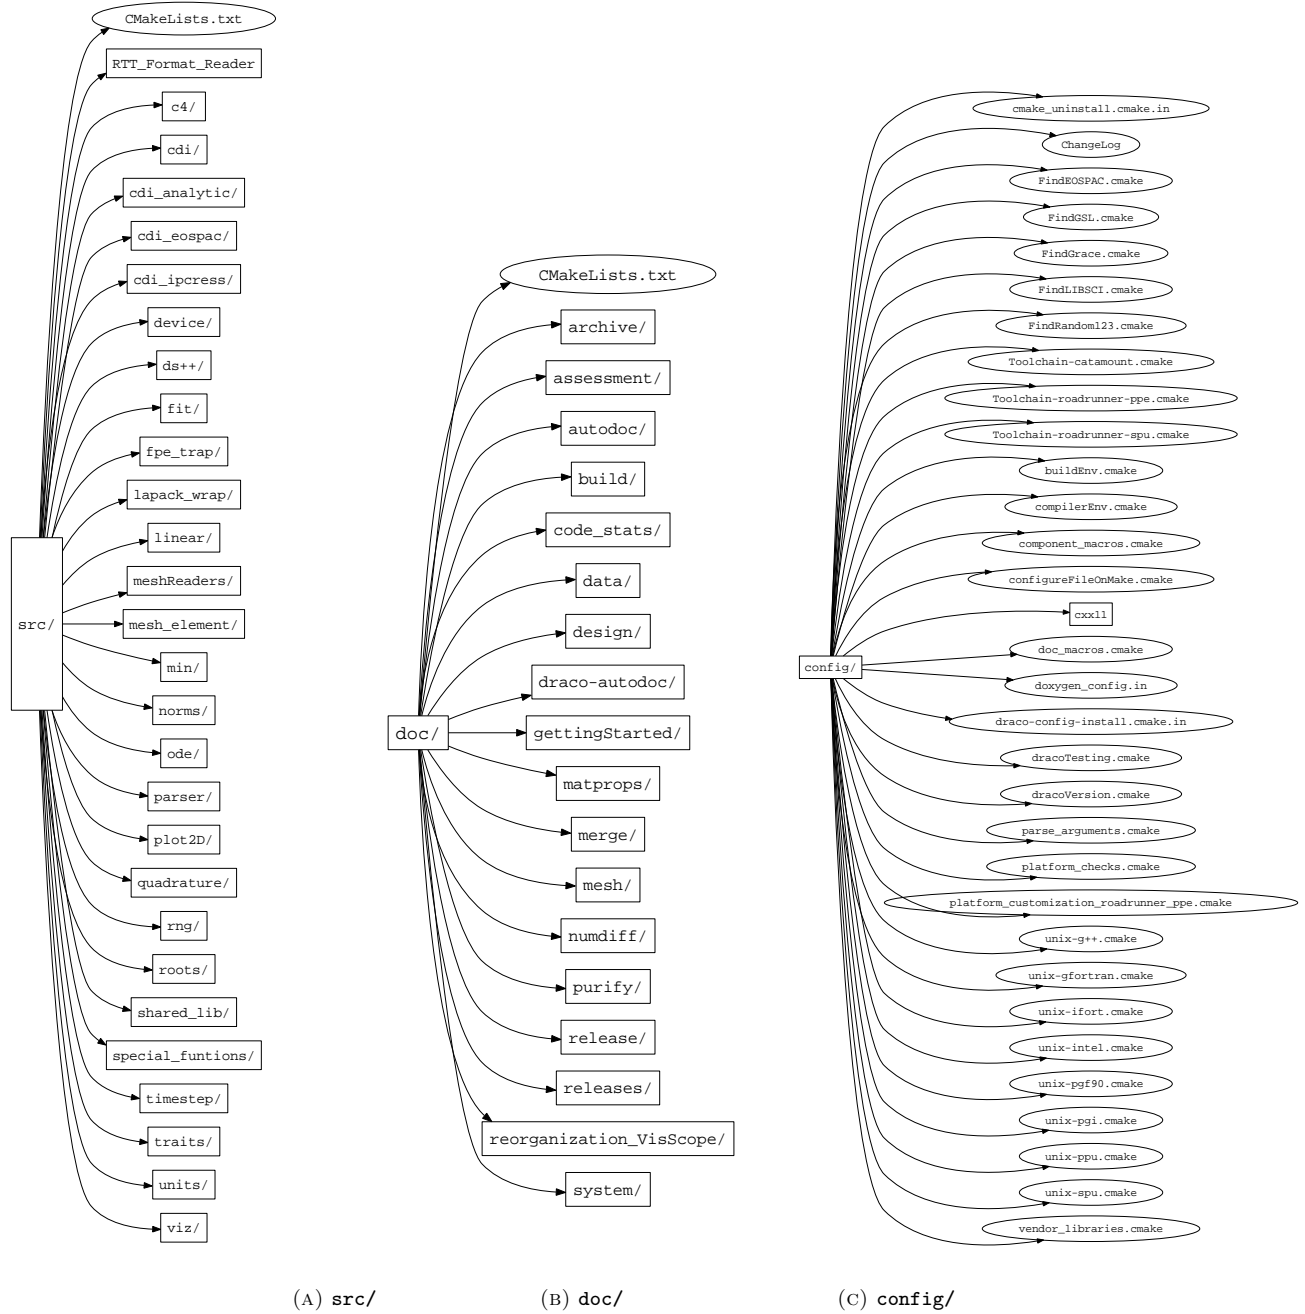 CMakeLists.txt
RTT_Format_Reader
c4/
cdi/
cdi_analytic/
cdi_eospac/
cdi_ipcress/
device/
ds++/
fit/
fpe_trap/
lapack_wrap/
linear/
meshReaders/
mesh_element/
src/
min/
norms/
ode/
parser/
plot2D/
quadrature/
rng/
roots/
shared_lib/
special_funtions/
timestep/
traits/
units/
viz/
(A) src/
CMakeLists.txt
archive/
assessment/
autodoc/
build/
code_stats/
data/
design/
draco-autodoc/
doc/
gettingStarted/
matprops/
merge/
mesh/
numdiff/
purify/
release/
releases/
reorganization_VisScope/
system/
(B) doc/
cmake_uninstall.cmake.in
ChangeLog
FindEOSPAC.cmake
FindGSL.cmake
FindGrace.cmake
FindLIBSCI.cmake
FindRandom123.cmake
Toolchain-catamount.cmake
Toolchain-roadrunner-ppe.cmake
Toolchain-roadrunner-spu.cmake
buildEnv.cmake
compilerEnv.cmake
component_macros.cmake
configureFileOnMake.cmake
cxx11
doc_macros.cmake
config/
doxygen_config.in
draco-config-install.cmake.in
dracoTesting.cmake
dracoVersion.cmake
parse_arguments.cmake
platform_checks.cmake
platform_customization_roadrunner_ppe.cmake
unix-g++.cmake
unix-gfortran.cmake
unix-ifort.cmake
unix-intel.cmake
unix-pgf90.cmake
unix-pgi.cmake
unix-ppu.cmake
unix-spu.cmake
vendor_libraries.cmake
(C) config/